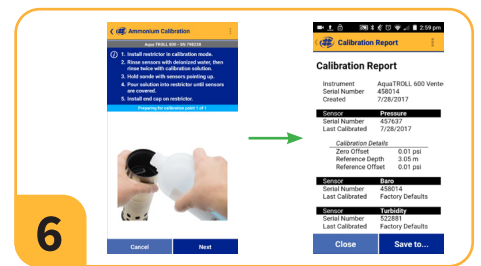 Ammonium Calibration
Aqua TROLL 600 - SN 798238
1. Install restrictor in calibration mode.
2. Rinse sensors with deionized water, then
rinse twice with calibration solution.
3. Hold sonde with sensors pointing up.
4. Pour solution into restrictor until sensors
are covered.
5. Install end cap on restrictor.
Preparing for calibration point 1 of 1
Cancel Next
2:59 pm
Calibration Report
Calibration Report
Instrument AquaTROLL 600 Vente
Serial Number 458014
Created 7/28/2017
Sensor Pressure
Serial Number 457637
Last Calibrated 7/28/2017
Calibration Details
Zero Offset 0.01 psi
Reference Depth 3.05 m
Reference Offset 0.01 psi
Sensor Baro
Serial Number 458014
Last Calibrated Factory Defaults
Sensor Turbidity
Serial Number 522881
Last Calibrated Factory Defaults
Close Save to...
6